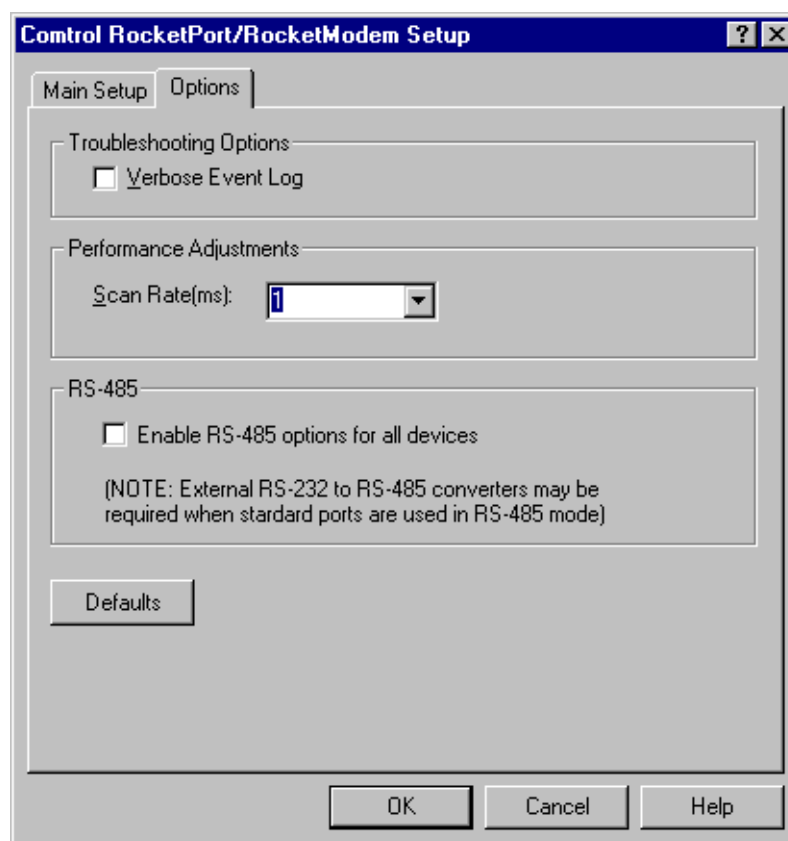 Comtrol RocketPort/RocketModem Setup
Main Setup
Options
Troubleshooting Options
Verbose Event Log
Performance Adjustments
Scan Rate(ms):
1
RS-485
Enable RS-485 options for all devices
(NOTE: External RS-232 to RS-485 converters may be
required when stardard ports are used in RS-485 mode)
Defaults
OK
Cancel
Help